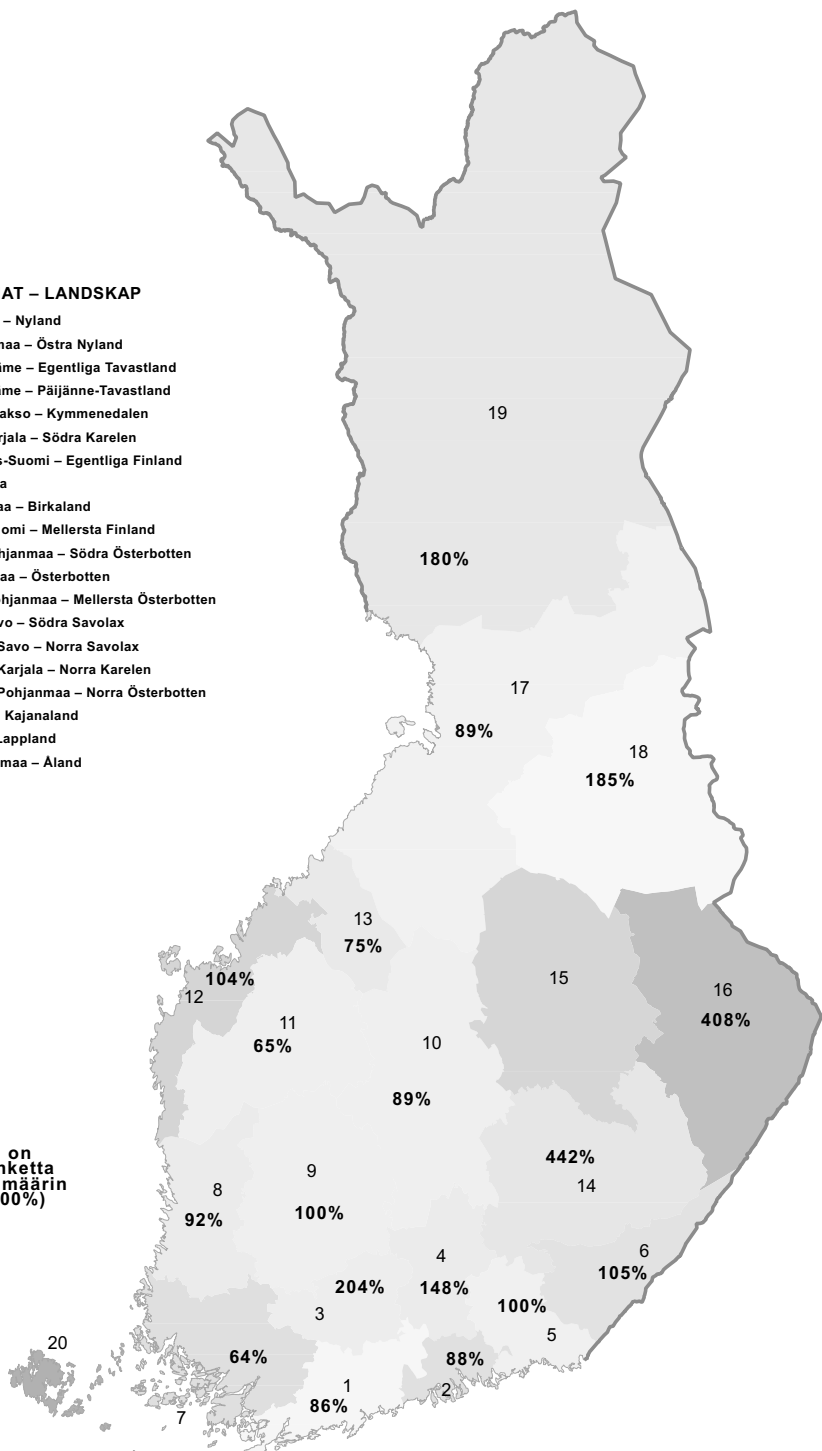 AT – LANDSKAP
– Nyland
maa – Östra Nyland
äme – Egentliga Tavastland
äme – Päijänne-Tavastland
akso – Kymmenedalen
rjala – Södra Karelen
s-Suomi – Egentliga Finland
a
aa – Birkaland
omi – Mellersta Finland
hjanmaa – Södra Österbotten
aa – Österbotten
ohjanmaa – Mellersta Österbotten
vo – Södra Savolax
Savo – Norra Savolax
Karjala – Norra Karelen
Pohjanmaa – Norra Österbotten
Kajanaland
Lappland
maa – Åland
19
180%
17
89%
18
185%
13
75%
104%
12
15
16
408%
11
65%
10
89%
on
nketta
määrin
00%)
442%
14
9
8
100%
92%
6
105%
4
204%
148%
100%
3
5
20
64%
88%
1
2
86%
7